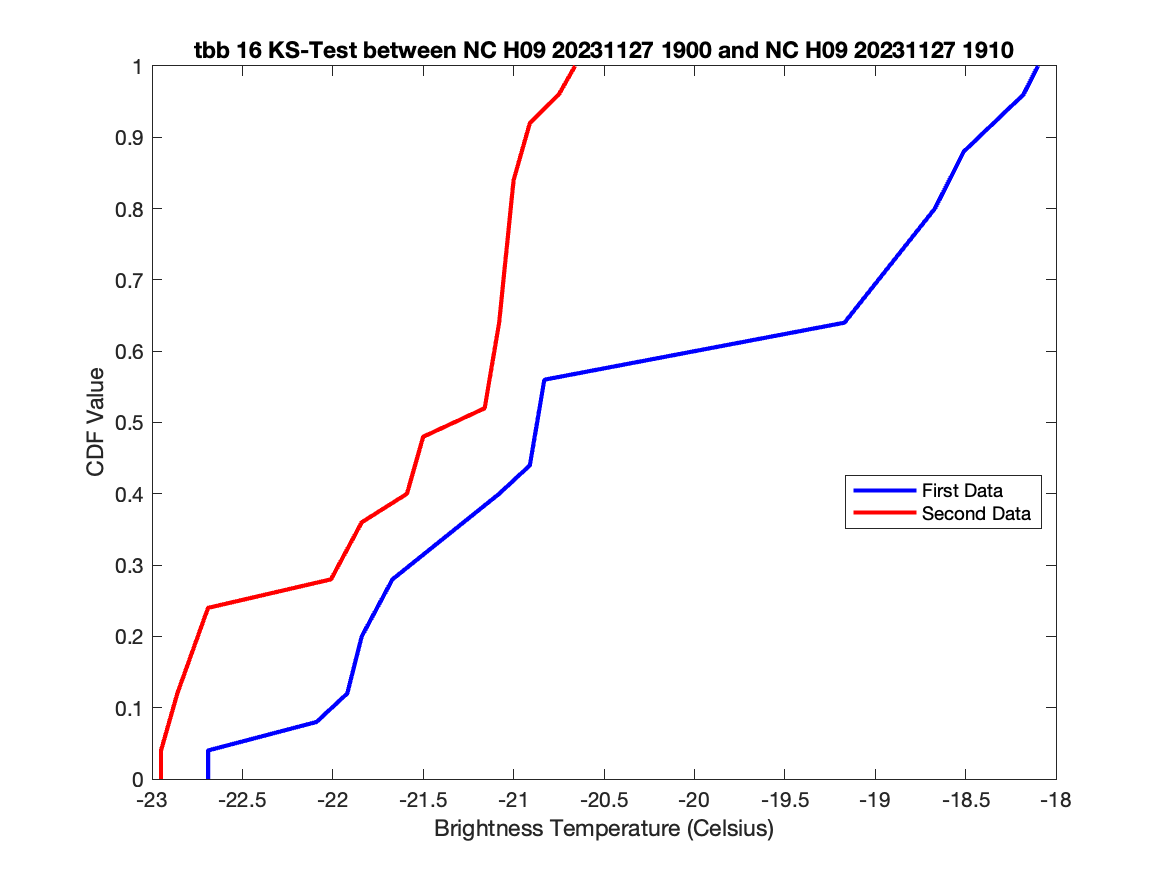 tbb 16 KS-Test between NC H09 20231127 1900 and NC H09 20231127 1910
1
0.9
0.8
0.7
0.6
0.5
0.4
0.3
0.2
0.1
0
CDF Value
First Data
Second Data
-23 -22.5 -22 -21.5 -21 -20.5 -20 -19.5 -19 -18.5 -18
Brightness Temperature (Celsius)